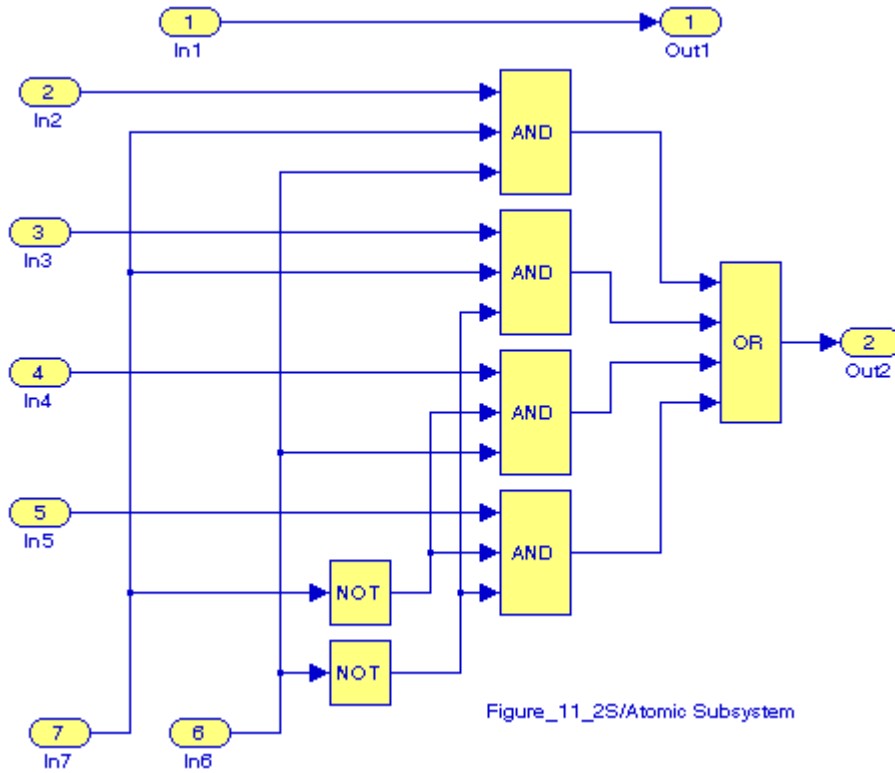 1
In1
1
Out1
2
In2
AND
3
In3
AND
OR
2
Out2
4
In4
AND
5
In5
AND
NOT
NOT
Figure_11_2S/Atomic Subsystem
7
In7
6
In6